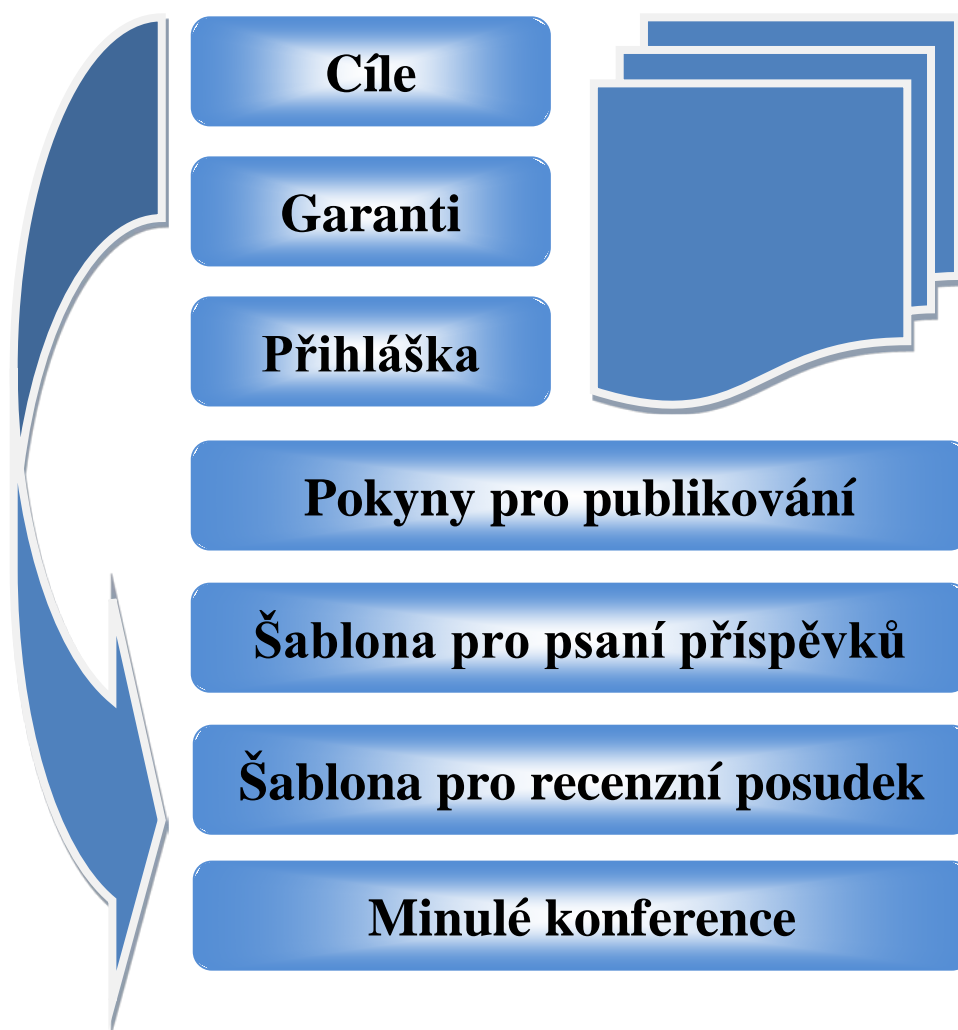 Cíle
Garanti
Přihláška
Pokyny pro publikování
Šablona pro psaní příspěvků
Šablona pro recenzní posudek
Minulé konference